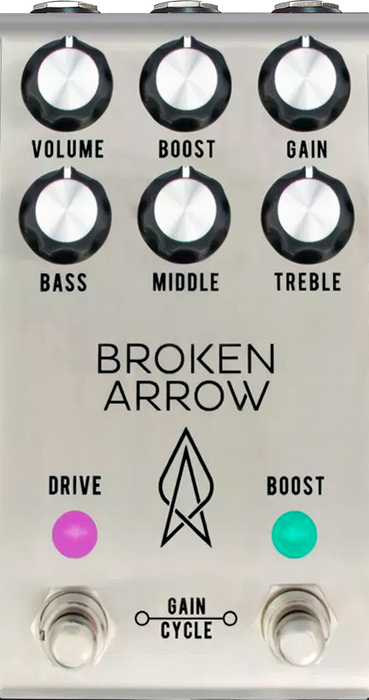 VOLUME BOOST GAIN
BASS MIDDLE TREBLE
BROKEN
ARROW
DRIVE BOOST
GAIN
CYCLE